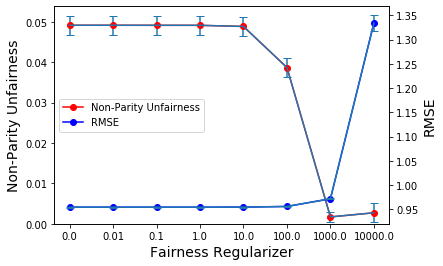 0.05
0.04
0.03
0.02
0.01
0.00
Non-Parity Unfairness
Non-Parity Unfairness
RMSE
1.35
1.30
1.25
1.20
1.15
1.10
1.05
1.00
0.95
RMSE
0.0 0.01 0.1 1.0 10.0 100.0 1000.0 10000.0
Fairness Regularizer